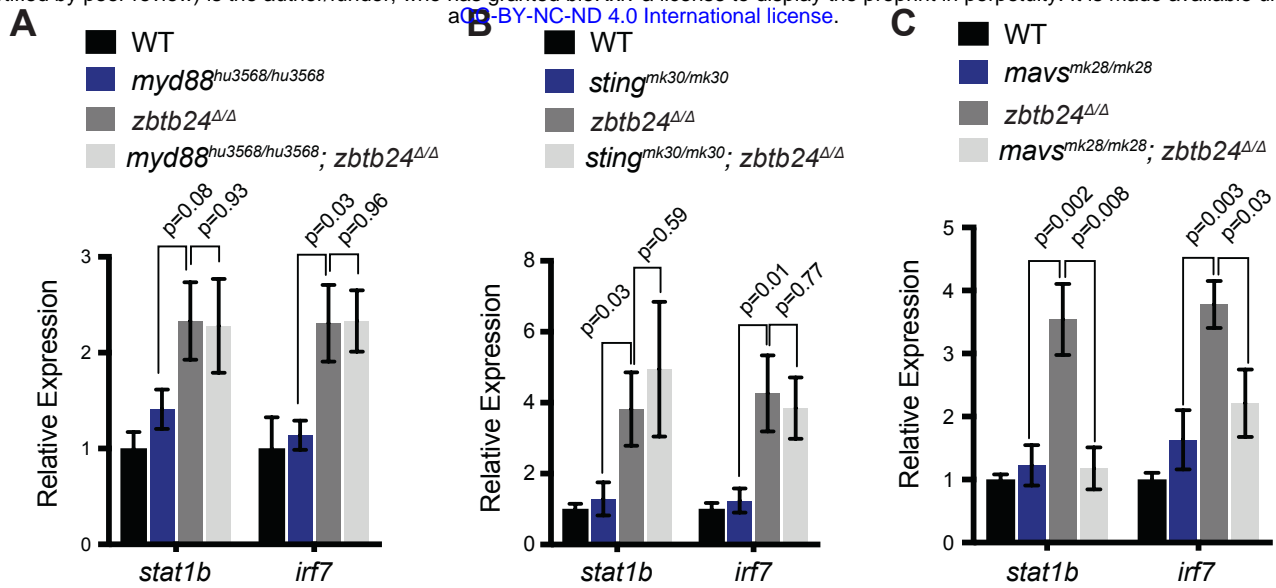 aCC-BY-NC-ND 4.0 International license.
A
WT
myd88hu3568/hu3568
zbtb24Δ/Δ
myd88hu3568/hu3568; zbtb24Δ/Δ
p=0.08
p=0.93
p=0.03
p=0.96
Relative Expression
3
2
1
0
stat1b
irf7
B
WT
stingmk30/mk30
zbtb24Δ/Δ
stingmk30/mk30; zbtb24Δ/Δ
p=0.03
p=0.59
p=0.01
p=0.77
Relative Expression
8
6
4
2
0
stat1b
irf7
C
WT
mavsmk28/mk28
zbtb24Δ/Δ
mavsmk28/mk28; zbtb24Δ/Δ
p=0.002
p=0.008
p=0.003
p=0.03
Relative Expression
5
4
3
2
1
0
stat1b
irf7